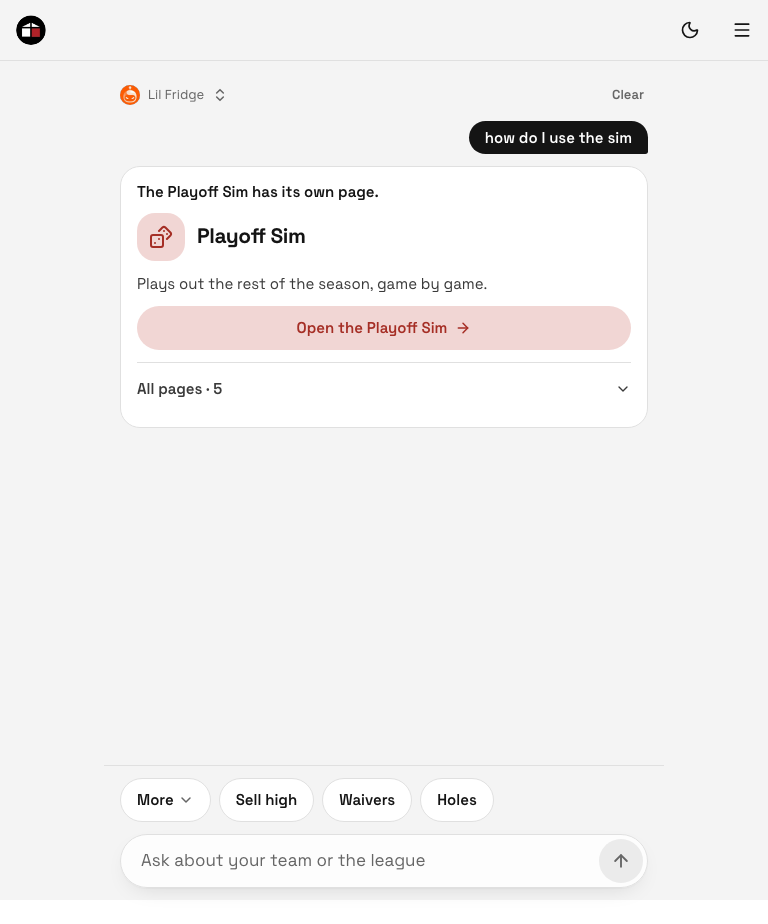 Lil Fridge
Clear
how do I use the sim
The Playoff Sim has its own page.
Playoff Sim
Plays out the rest of the season, game by game.
Open the Playoff Sim →
All pages · 5
More
Sell high
Waivers
Holes
Ask about your team or the league